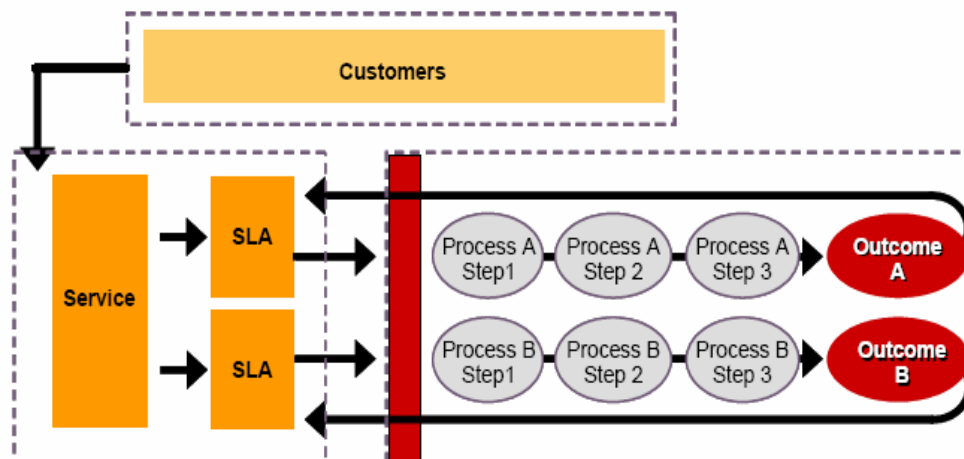 Customers
Service
SLA
SLA
Process A
Step1
Process A
Step 2
Process A
Step 3
Outcome
A
Process B
Step1
Process B
Step 2
Process B
Step 3
Outcome
B